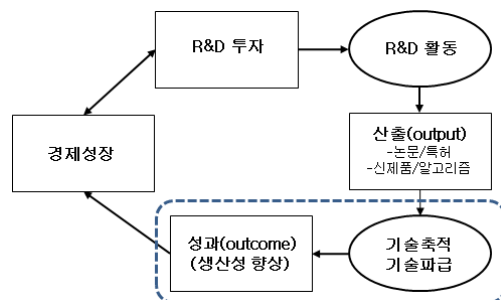 R&D 투자
R&D 활동
경제성장
산출(output)
-논문/특허
-신제품/알고리즘
성과(outcome)
(생산성 향상)
기술축적
기술파급